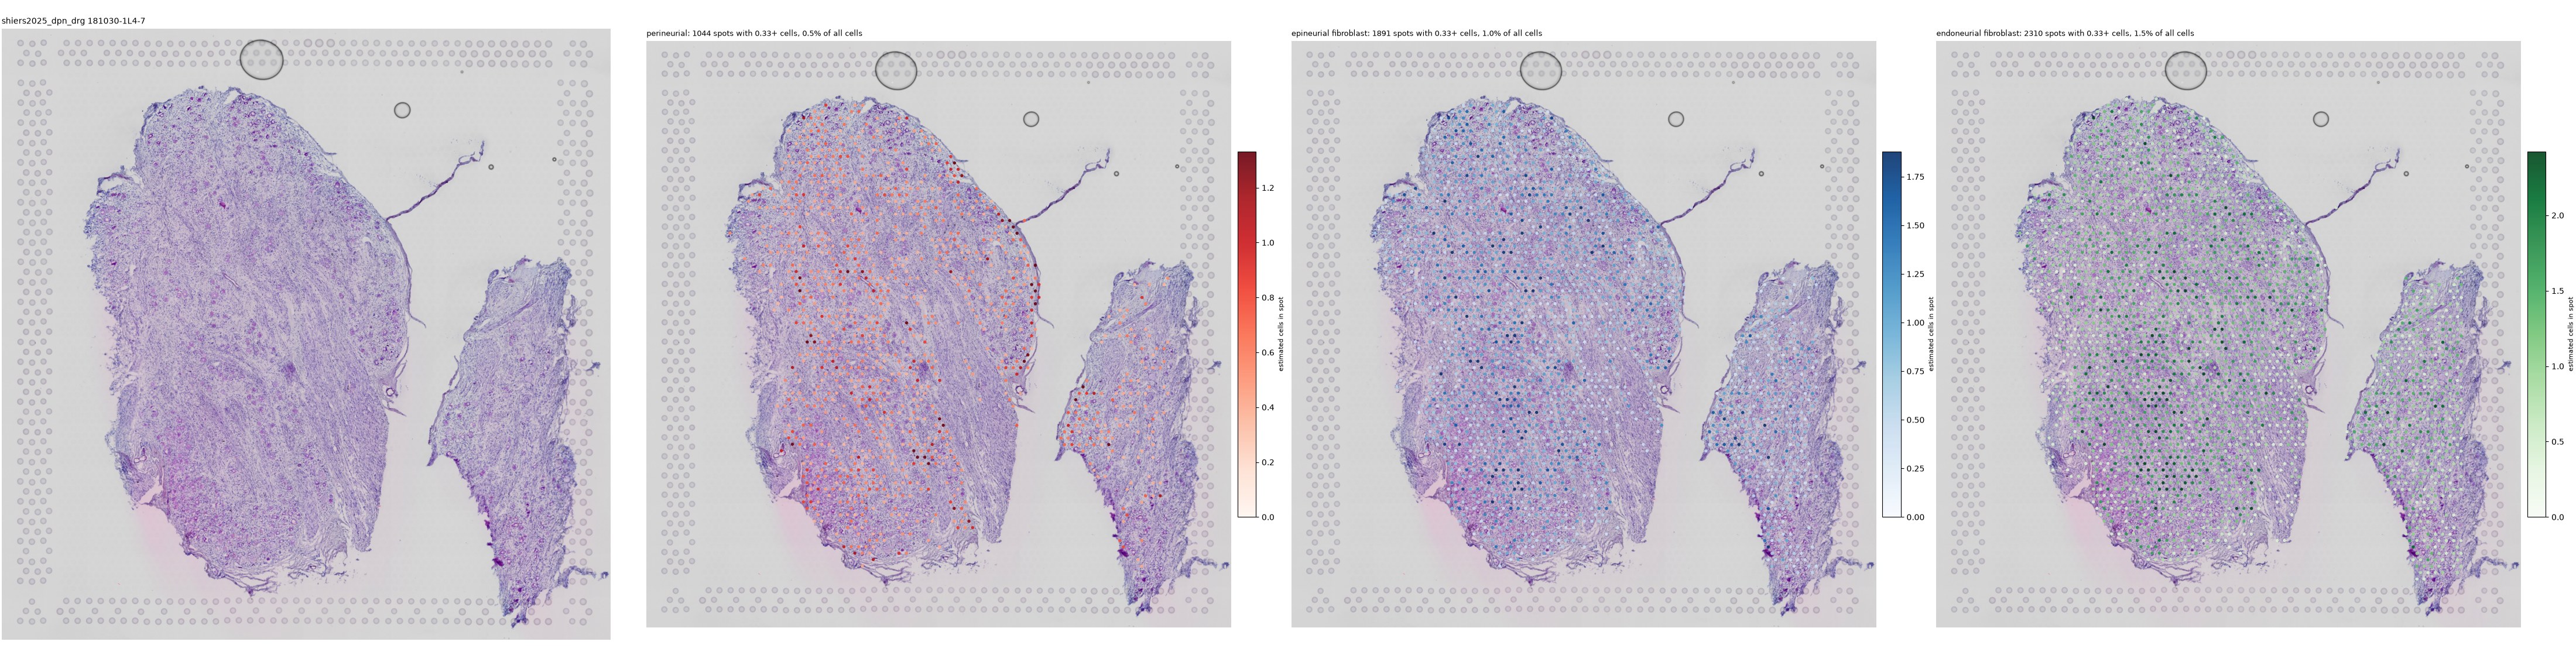 shiers2025_dpn_drg 181030-1L4-7
perineurial: 1044 spots with 0.33+ cells, 0.5% of all cells
epineurial fibroblast: 1891 spots with 0.33+ cells, 1.0% of all cells
endoneurial fibroblast: 2310 spots with 0.33+ cells, 1.5% of all cells
1.2
1.0
0.8
0.6
0.4
0.2
0.0
estimated cells in spot
1.75
1.50
1.25
1.00
0.75
0.50
0.25
0.00
estimated cells in spot
2.0
1.5
1.0
0.5
0.0
estimated cells in spot